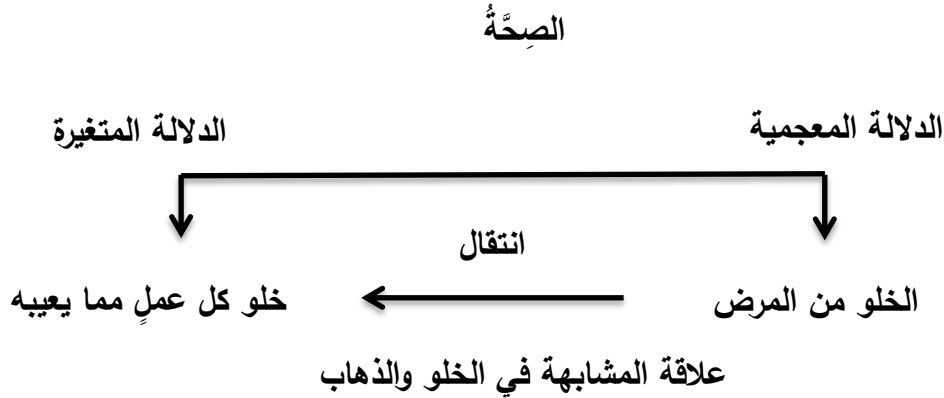 الصِحَّةُ
الدلالة المعجمية
الدلالة المتغيرة
انتقال
الخلو من المرض
خلو كل عملٍ مما يعيبه
علاقة المشابهة في الخلو والذهاب